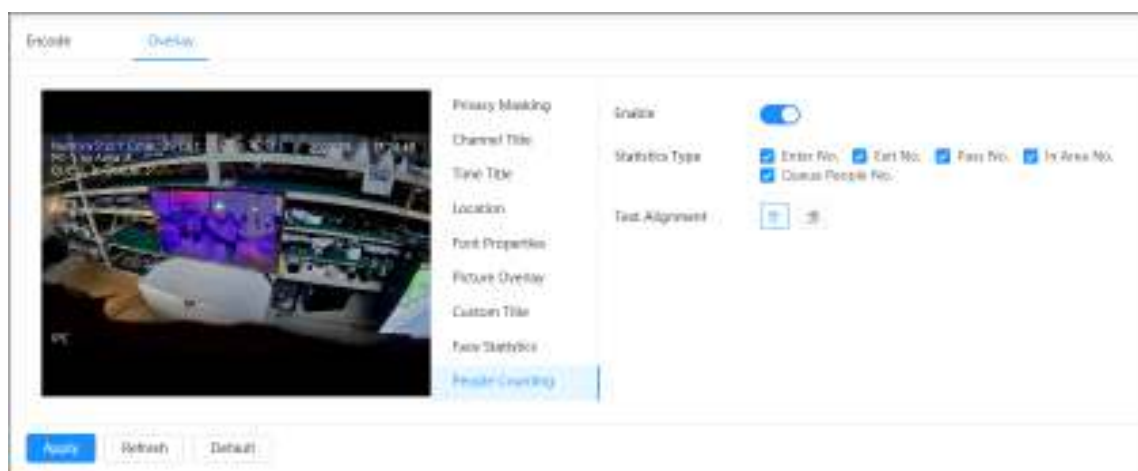 Encode Overlay
Privacy Masking
Channel Title
Time Title
Location
Font Properties
Picture Overlay
Custom Title
Face Statistics
People Counting
Enable
Statistics Type
Enter No. Exit No. Pass No. In Area No.
Queue People No.
Text Alignment
IPC
Apply Refresh Default